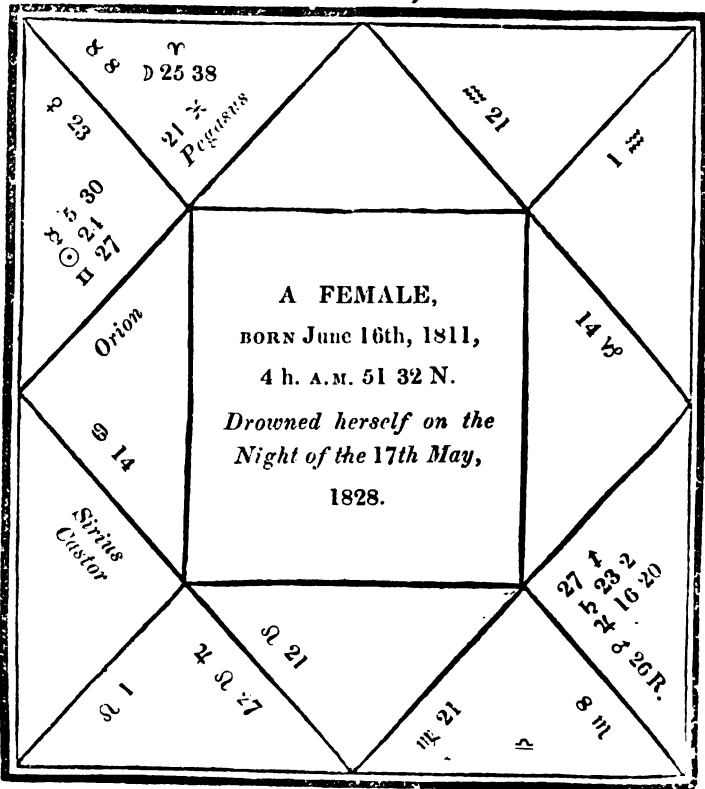 ♉ 8
♈
☽ 25 38
21 ♓
Pegasus
♒ 21
1 ♒
♀ 23
5 30
☉ 24
♊ 27
Orion
A FEMALE,
BORN June 16th, 1811,
4 h. A.M. 51 32 N.
Drowned herself on the
Night of the 17th May,
1828.
14 ♑
♋ 14
Sirius
Castor
27 ♐
♄ 23 2
♃ 16 20
♂ 26 R.
♌ 21
♃ ♌ 27
♌ 1
♍ 21
♎
8 ♏